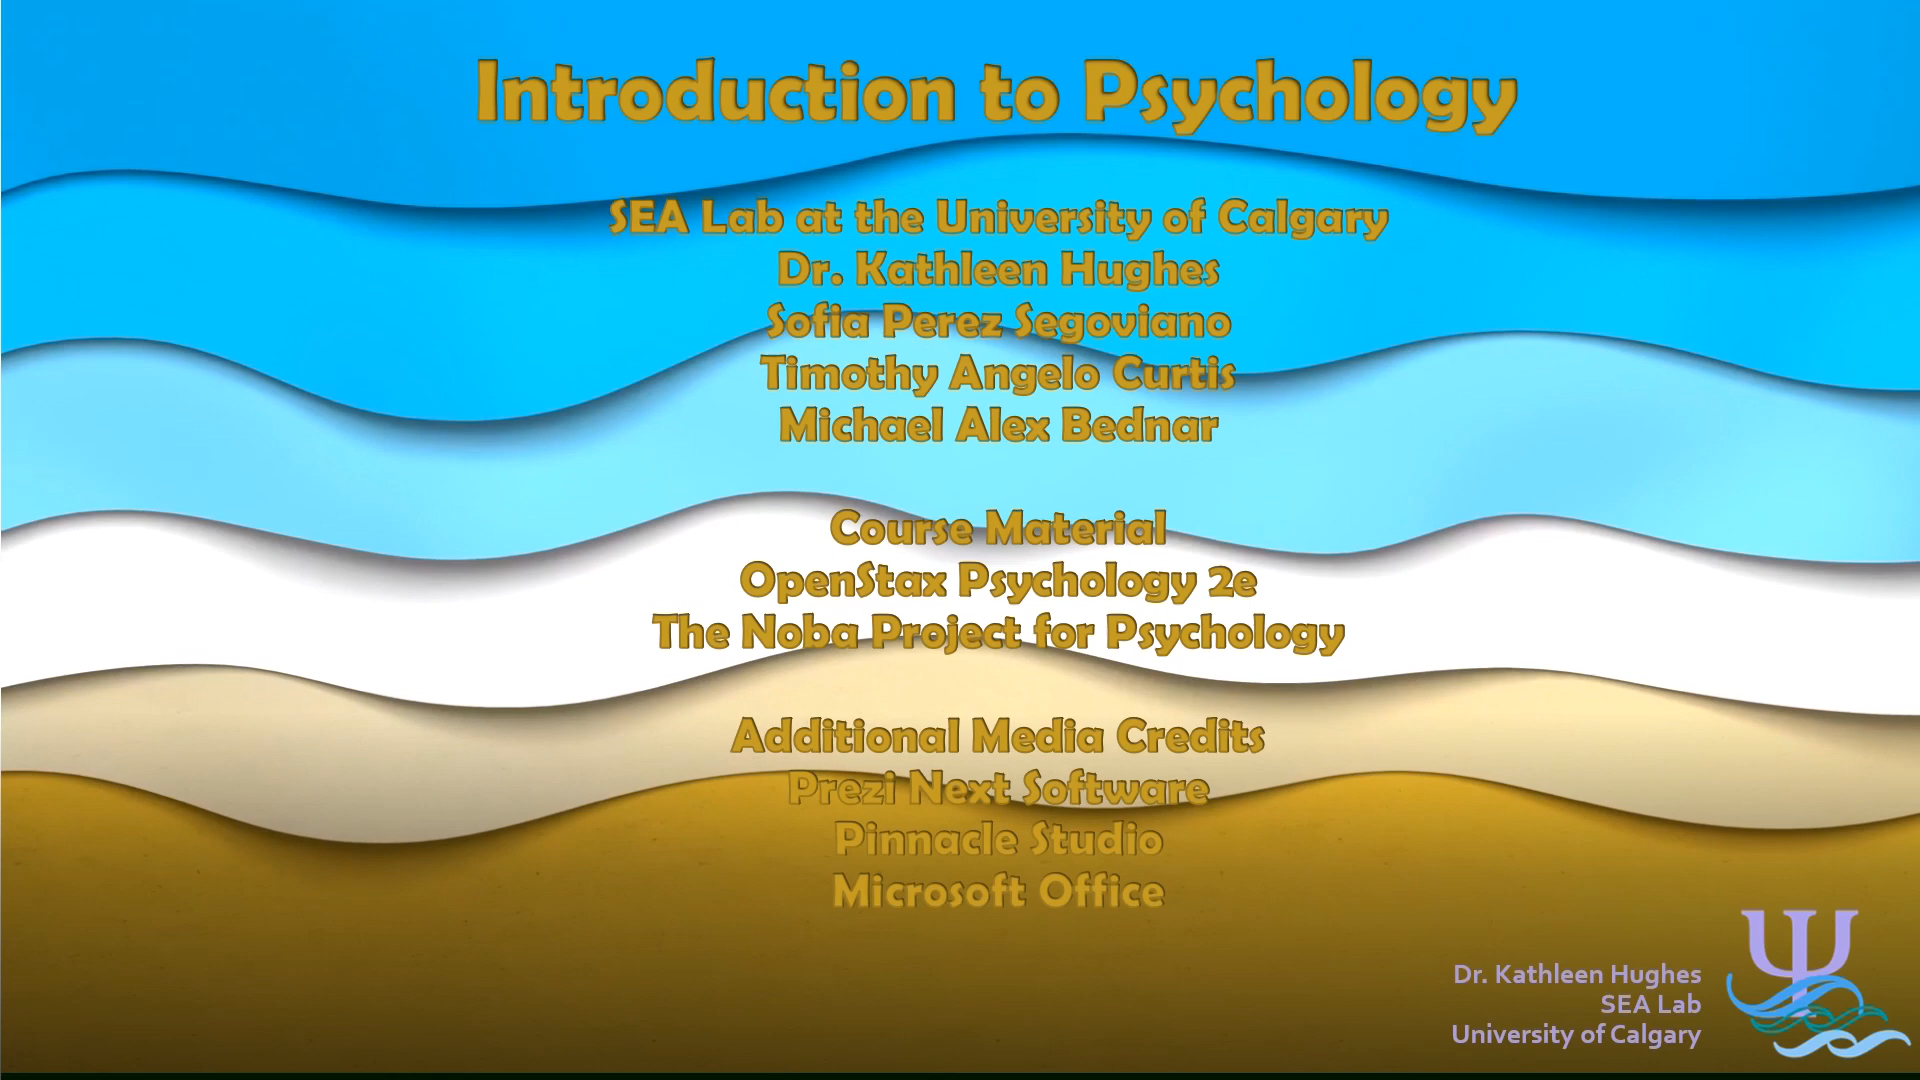 Introduction to Psychology
SEA Lab at the University of Calgary
Dr. Kathleen Hughes
Sofia Perez Segoviano
Timothy Angelo Curtis
Michael Alex Bednar
Course Material
OpenStax Psychology 2e
The Noba Project for Psychology
Additional Media Credits
Prezi Next Software
Pinnacle Studio
Microsoft Office
Dr. Kathleen Hughes
SEA Lab
University of Calgary